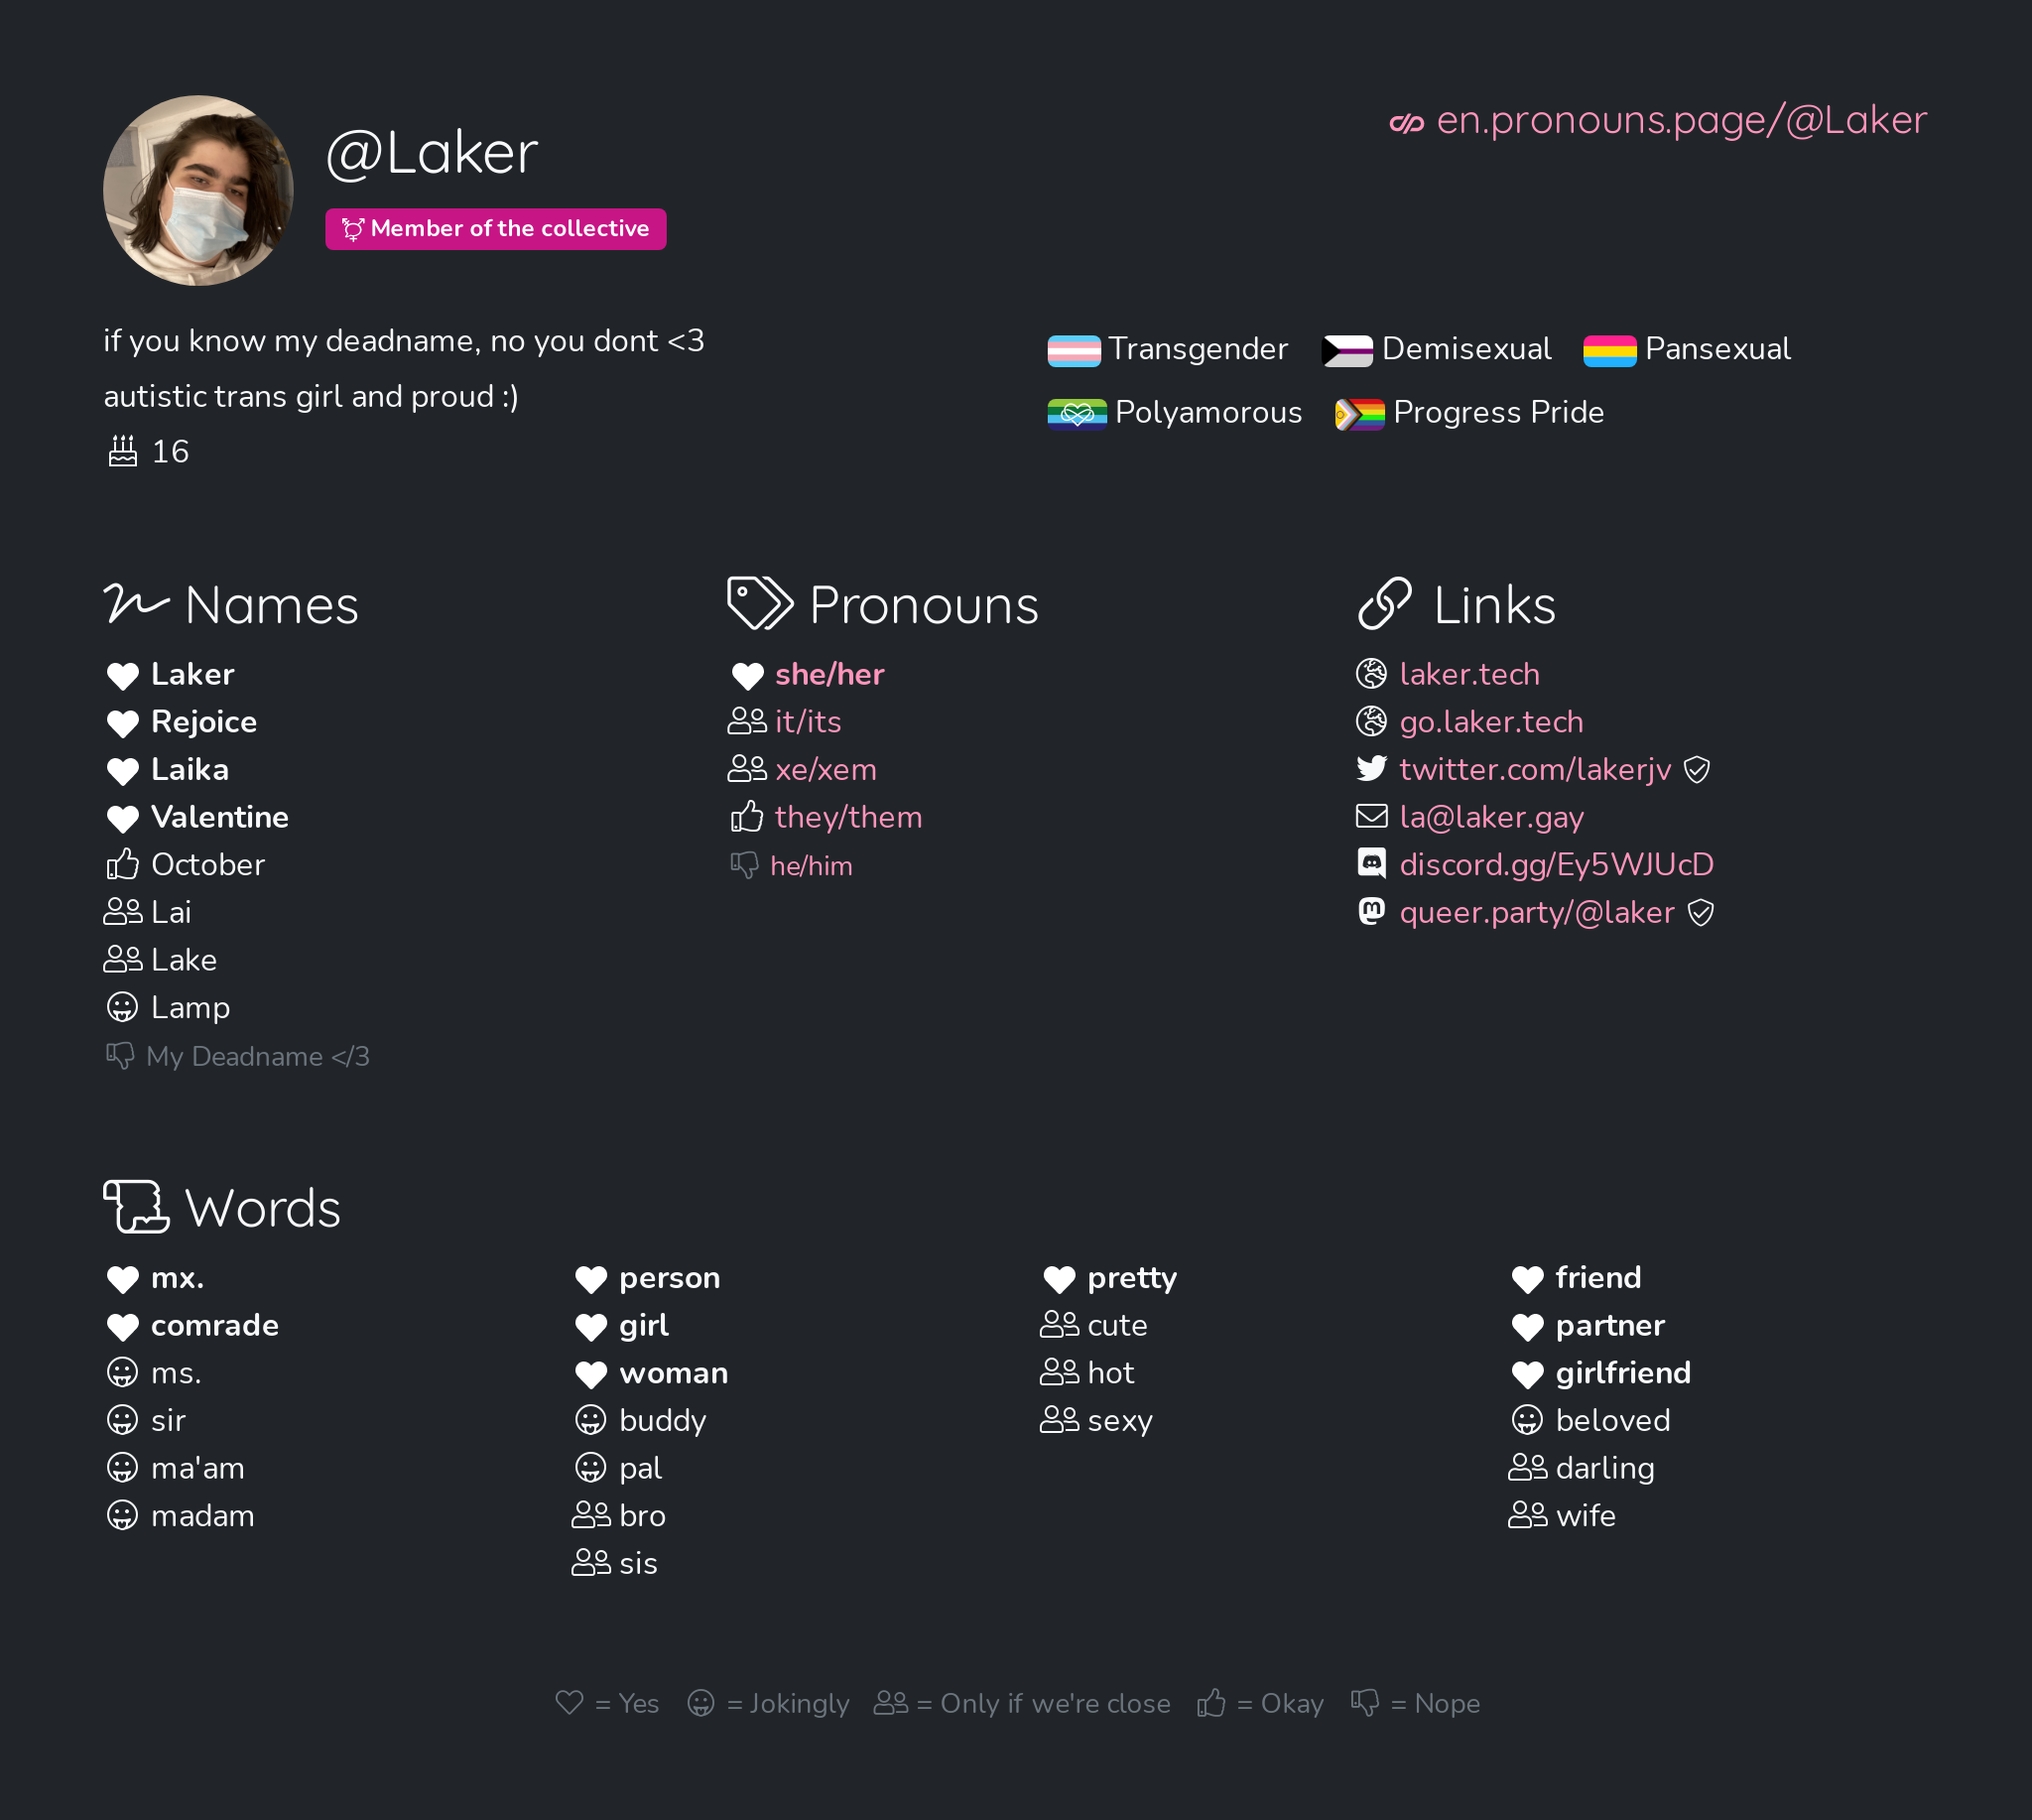 @Laker
Member of the collective
en.pronouns.page/@Laker
if you know my deadname, no you dont <3
autistic trans girl and proud :)
16
Transgender Demisexual Pansexual
Polyamorous Progress Pride
Names
Laker
Rejoice
Laika
Valentine
October
Lai
Lake
Lamp
My Deadname </3
Pronouns
she/her
it/its
xe/xem
they/them
he/him
Links
laker.tech
go.laker.tech
twitter.com/lakerjv
la@laker.gay
discord.gg/Ey5WJUcD
queer.party/@laker
Words
mx.
comrade
ms.
sir
ma'am
madam
person
girl
woman
buddy
pal
bro
sis
pretty
cute
hot
sexy
friend
partner
girlfriend
beloved
darling
wife
= Yes = Jokingly = Only if we're close = Okay = Nope